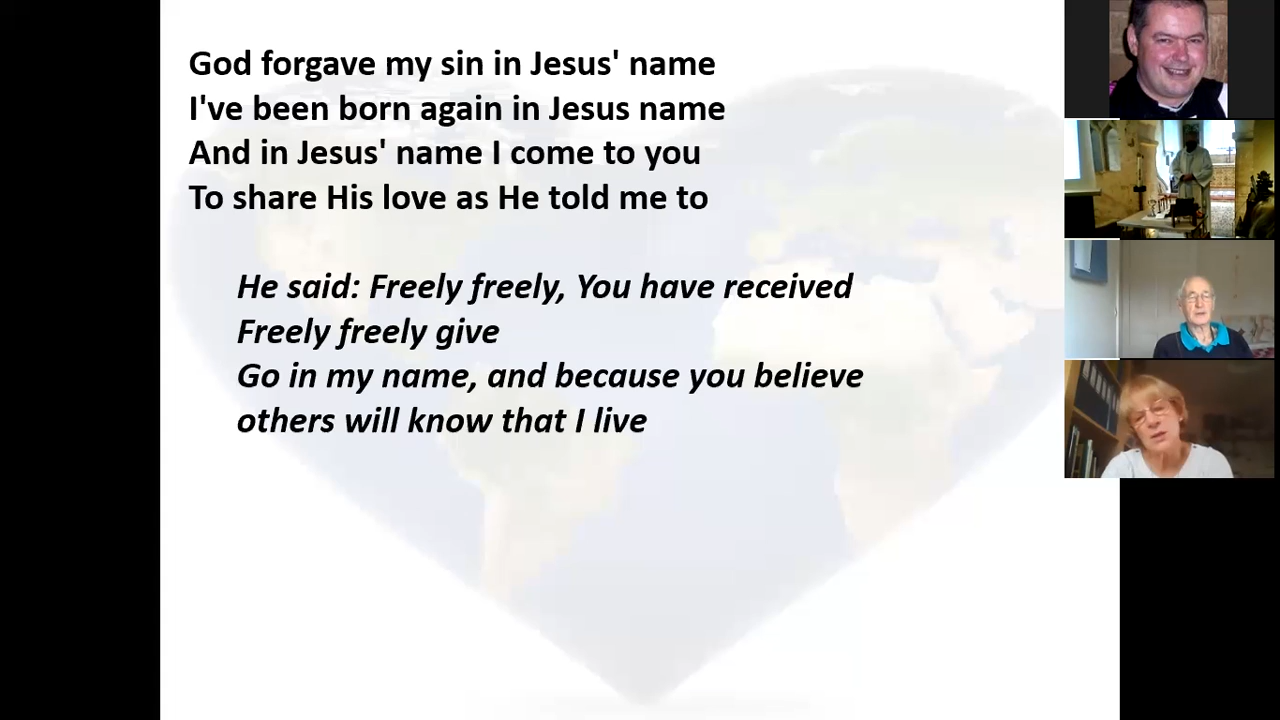 God forgave my sin in Jesus' name
I've been born again in Jesus name
And in Jesus' name I come to you
To share His love as He told me to
He said: Freely freely, You have received
Freely freely give
Go in my name, and because you believe
others will know that I live